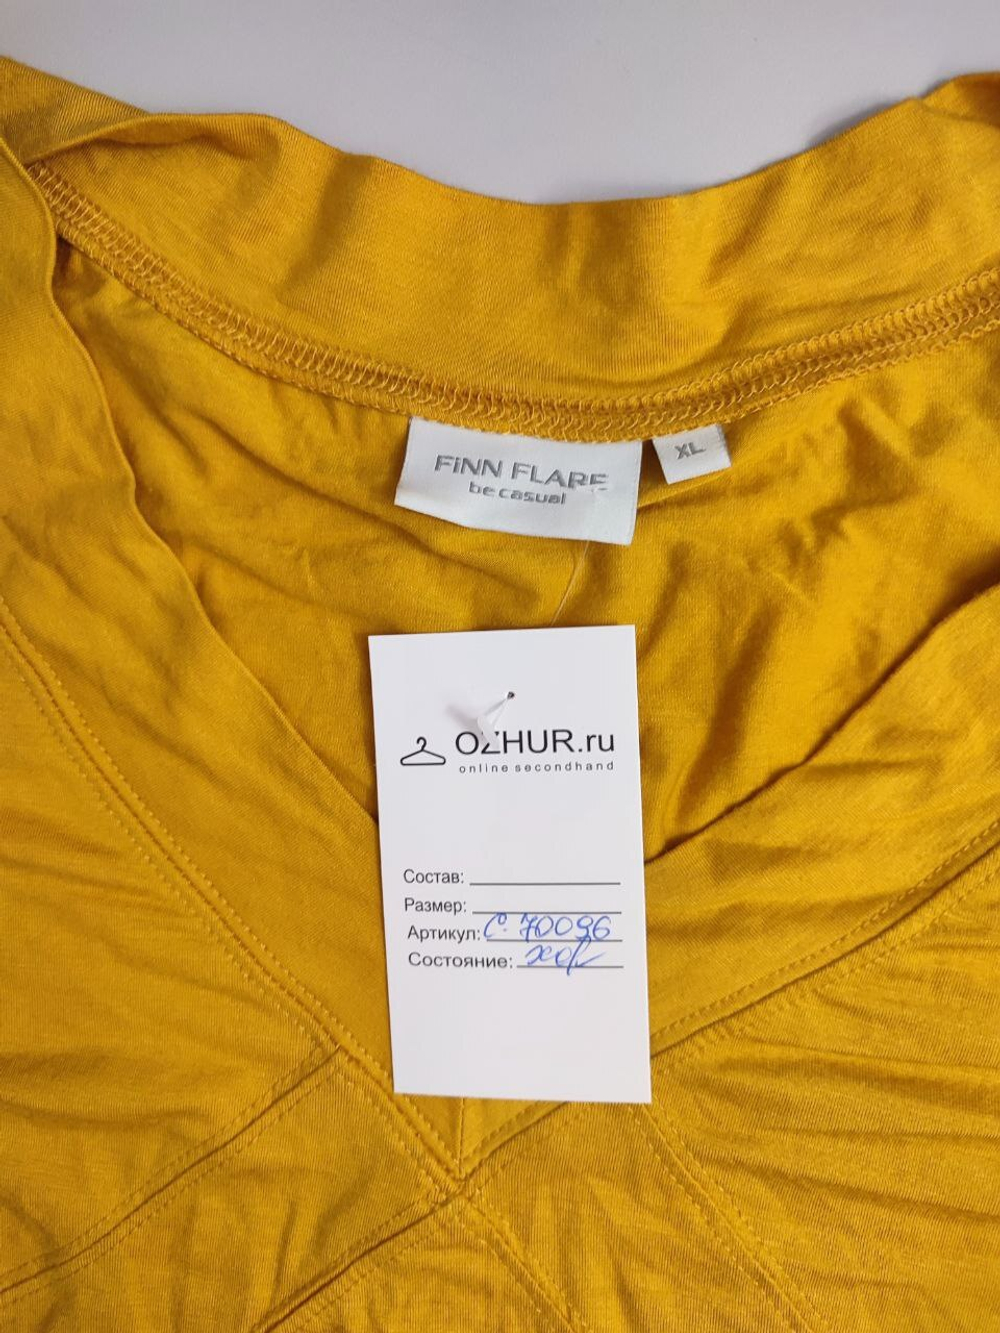 FiNN FLARE
be casual
XL
OZHUR.ru
online secondhand
Состав:
Размер:
Артикул: С. 70096
Состояние: хор